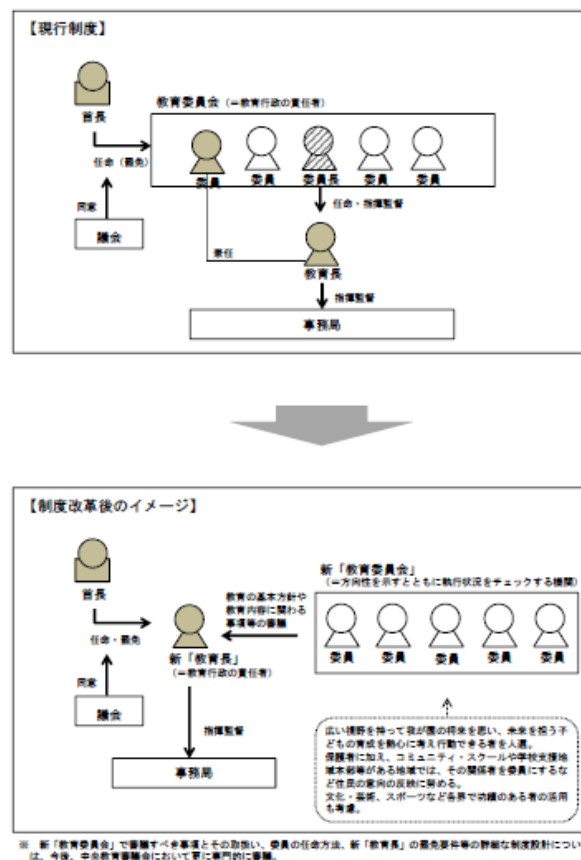 【現行制度】
首長
教育委員会（＝教育行政の責任者）
任命（罷免）
委員
委員
委員長
委員
委員
同意
議会
任命・指揮監督
兼任
教育長
指揮監督
事務局
【制度改革後のイメージ】
首長
新「教育委員会」
（＝方向性を示すとともに執行状況をチェックする機関）
教育の基本方針や
教育内容に関わる
事項等の審議
任命・罷免
委員
委員
委員
委員
委員
新「教育長」
（＝教育行政の責任者）
同意
議会
指揮監督
事務局
広い視野を持って我が国の将来を思い、未来を担う子
どもの育成を熱心に考え行動できる者を人選。
保護者に加え、コミュニティ・スクールや学校支援地
域本部等がある地域では、その関係者を委員にするな
ど住民の意向の反映に努める。
文化・芸術、スポーツなど各界で功績のある者の活用
も考慮。
※　新「教育委員会」で審議すべき事項とその取扱い、委員の任命方法、新「教育長」の罷免要件等の詳細な制度設計につい
は、今後、中央教育審議会において更に専門的に審議。